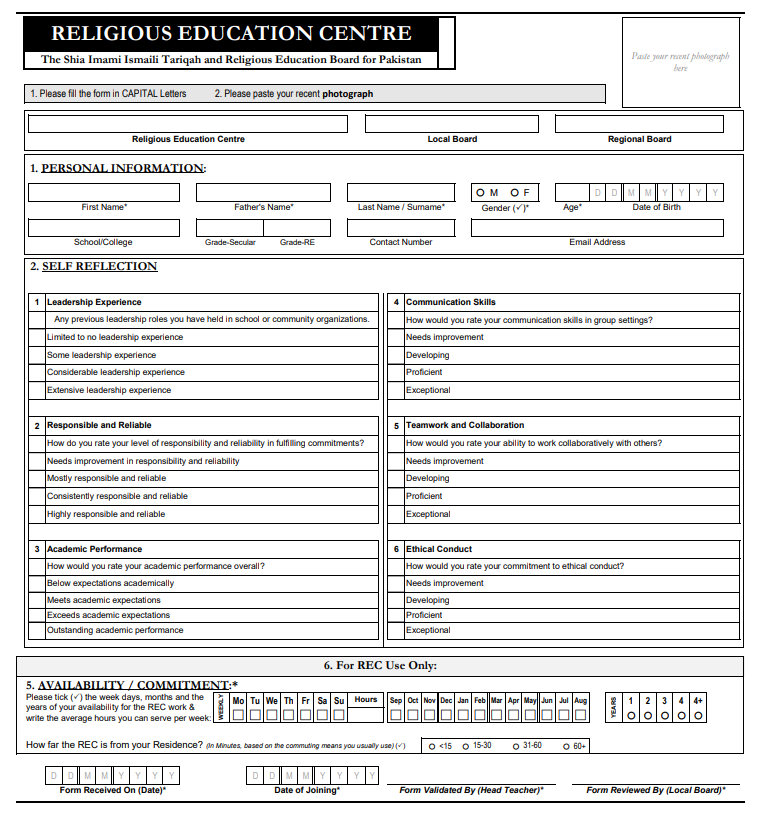 RELIGIOUS EDUCATION CENTRE
The Shia Imami Ismaili Tariqah and Religious Education Board for Pakistan
Paste your recent photograph
here
1. Please fill the form in CAPITAL Letters 2. Please paste your recent photograph
Religious Education Centre Local Board Regional Board
1. PERSONAL INFORMATION:
M F D D M M Y Y Y Y
First Name* Father's Name* Last Name / Surname* Gender (✓)* Age* Date of Birth
School/College Grade-Secular Grade-RE Contact Number Email Address
2. SELF REFLECTION
1 Leadership Experience
Any previous leadership roles you have held in school or community organizations.
Limited to no leadership experience
Some leadership experience
Considerable leadership experience
Extensive leadership experience
2 Responsible and Reliable
How do you rate your level of responsibility and reliability in fulfilling commitments?
Needs improvement in responsibility and reliability
Mostly responsible and reliable
Consistently responsible and reliable
Highly responsible and reliable
3 Academic Performance
How would you rate your academic performance overall?
Below expectations academically
Meets academic expectations
Exceeds academic expectations
Outstanding academic performance
4 Communication Skills
How would you rate your communication skills in group settings?
Needs improvement
Developing
Proficient
Exceptional
5 Teamwork and Collaboration
How would you rate your ability to work collaboratively with others?
Needs improvement
Developing
Proficient
Exceptional
6 Ethical Conduct
How would you rate your commitment to ethical conduct?
Needs improvement
Developing
Proficient
Exceptional
6. For REC Use Only:
5. AVAILABILITY / COMMITMENT:*
Please tick (✓) the week days, months and the
years of your availability for the REC work &
write the average hours you can serve per week:
WEEKLY Mo Tu We Th Fr Sa Su Hours Sep Oct Nov Dec Jan Feb Mar Apr May Jun Jul Aug YEARS 1 2 3 4 4+
How far the REC is from your Residence? (In Minutes, based on the commuting means you usually use) (✓) <15 15-30 31-60 60+
D D M M Y Y Y Y D D M M Y Y Y Y
Form Received On (Date)* Date of Joining* Form Validated By (Head Teacher)* Form Reviewed By (Local Board)*